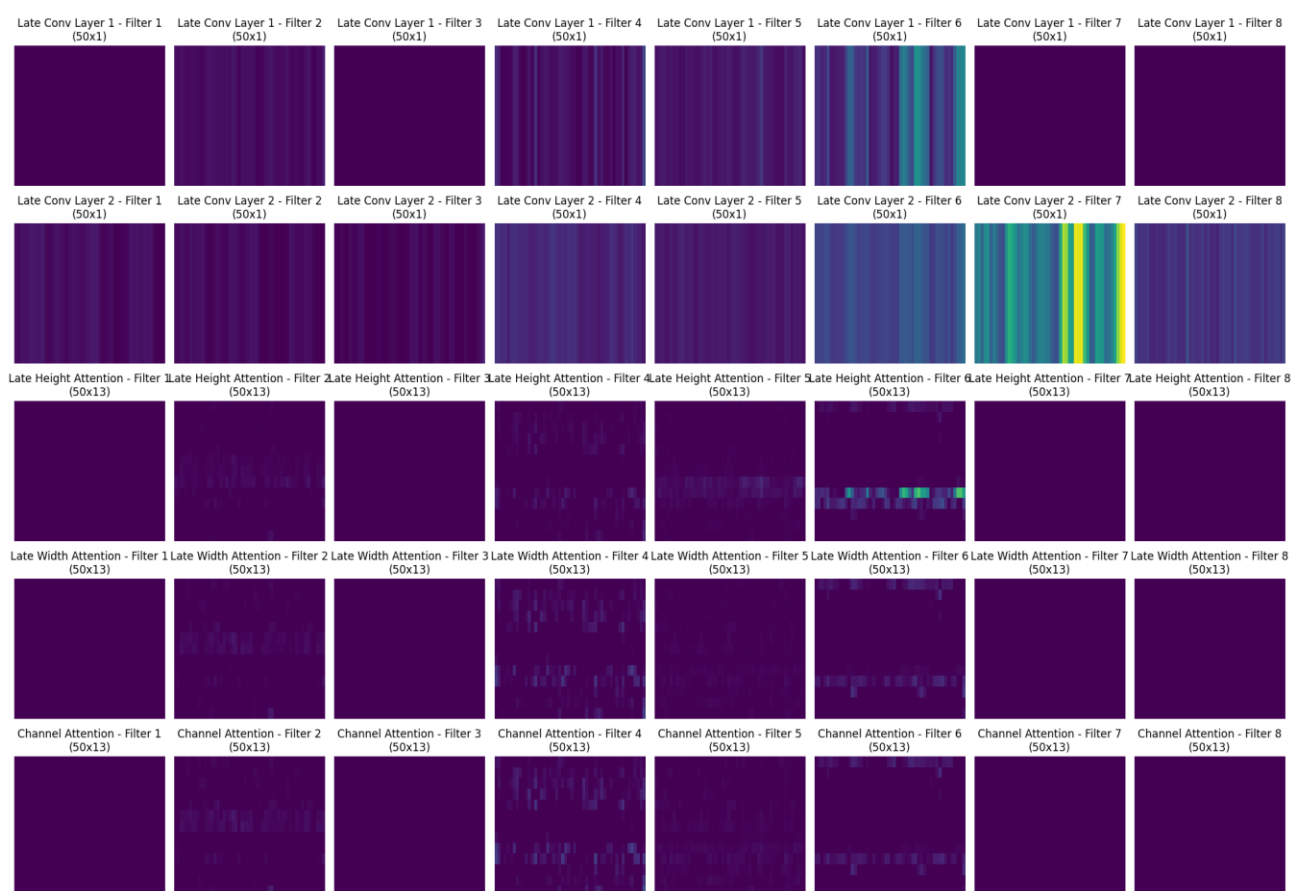 Late Conv Layer 1 - Filter 1
(50x1)
Late Conv Layer 1 - Filter 2
(50x1)
Late Conv Layer 1 - Filter 3
(50x1)
Late Conv Layer 1 - Filter 4
(50x1)
Late Conv Layer 1 - Filter 5
(50x1)
Late Conv Layer 1 - Filter 6
(50x1)
Late Conv Layer 1 - Filter 7
(50x1)
Late Conv Layer 1 - Filter 8
(50x1)
Late Conv Layer 2 - Filter 1
(50x1)
Late Conv Layer 2 - Filter 2
(50x1)
Late Conv Layer 2 - Filter 3
(50x1)
Late Conv Layer 2 - Filter 4
(50x1)
Late Conv Layer 2 - Filter 5
(50x1)
Late Conv Layer 2 - Filter 6
(50x1)
Late Conv Layer 2 - Filter 7
(50x1)
Late Conv Layer 2 - Filter 8
(50x1)
Late Height Attention - Filter 1
(50x13)
Late Height Attention - Filter 2
(50x13)
Late Height Attention - Filter 3
(50x13)
Late Height Attention - Filter 4
(50x13)
Late Height Attention - Filter 5
(50x13)
Late Height Attention - Filter 6
(50x13)
Late Height Attention - Filter 7
(50x13)
Late Height Attention - Filter 8
(50x13)
Late Width Attention - Filter 1
(50x13)
Late Width Attention - Filter 2
(50x13)
Late Width Attention - Filter 3
(50x13)
Late Width Attention - Filter 4
(50x13)
Late Width Attention - Filter 5
(50x13)
Late Width Attention - Filter 6
(50x13)
Late Width Attention - Filter 7
(50x13)
Late Width Attention - Filter 8
(50x13)
Channel Attention - Filter 1
(50x13)
Channel Attention - Filter 2
(50x13)
Channel Attention - Filter 3
(50x13)
Channel Attention - Filter 4
(50x13)
Channel Attention - Filter 5
(50x13)
Channel Attention - Filter 6
(50x13)
Channel Attention - Filter 7
(50x13)
Channel Attention - Filter 8
(50x13)